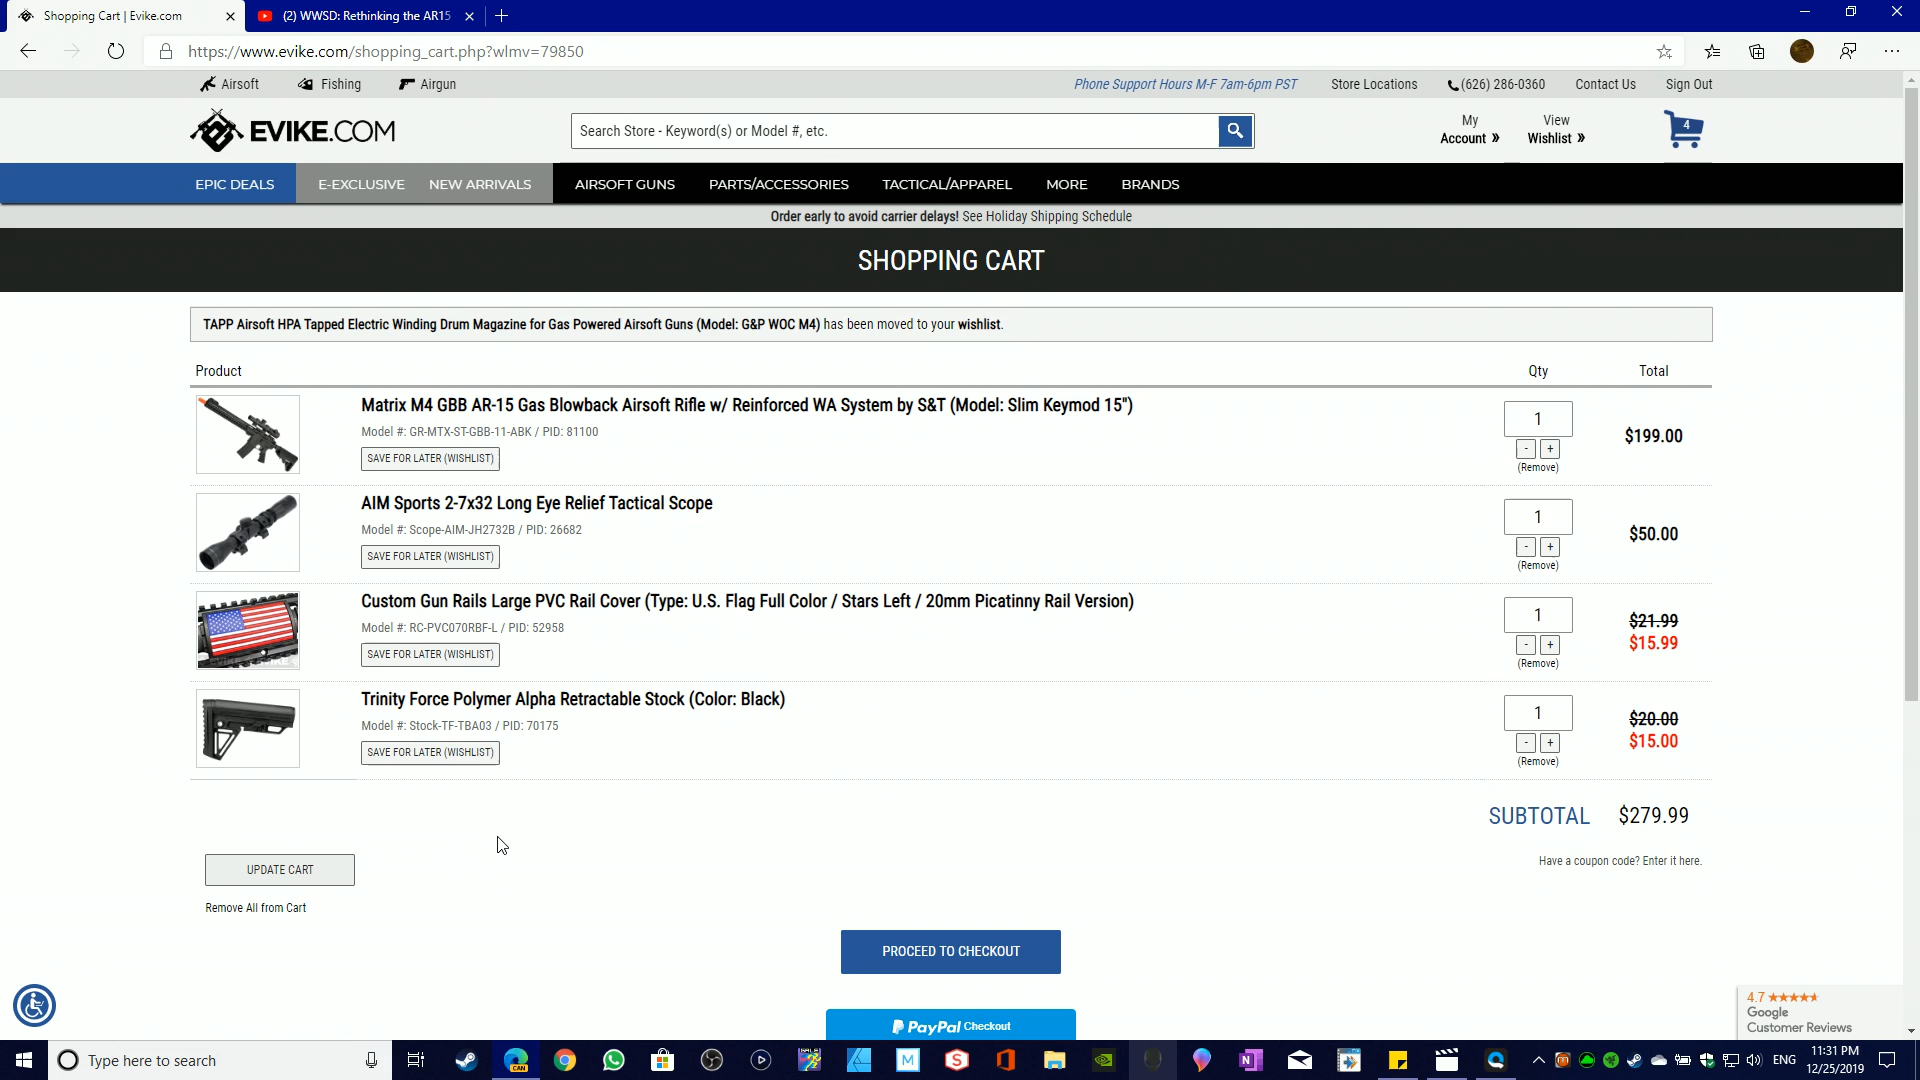 Shopping Cart | Evike.com
(2) WWSD: Rethinking the AR15
https://www.evike.com/shopping_cart.php?wlmv=79850
Airsoft
Fishing
Airgun
Phone Support Hours M-F 7am-6pm PST
Store Locations
(626) 286-0360
Contact Us
Sign Out
EVIKE.COM
Search Store - Keyword(s) or Model #, etc.
My
Account »
View
Wishlist »
4
EPIC DEALS
E-EXCLUSIVE
NEW ARRIVALS
AIRSOFT GUNS
PARTS/ACCESSORIES
TACTICAL/APPAREL
MORE
BRANDS
Order early to avoid carrier delays! See Holiday Shipping Schedule
SHOPPING CART
TAPP Airsoft HPA Tapped Electric Winding Drum Magazine for Gas Powered Airsoft Guns (Model: G&P WOC M4) has been moved to your wishlist.
Product
Qty
Total
Matrix M4 GBB AR-15 Gas Blowback Airsoft Rifle w/ Reinforced WA System by S&T (Model: Slim Keymod 15")
Model #: GR-MTX-ST-GBB-11-ABK / PID: 81100
SAVE FOR LATER (WISHLIST)
1
- +
(Remove)
$199.00
AIM Sports 2-7x32 Long Eye Relief Tactical Scope
Model #: Scope-AIM-JH2732B / PID: 26682
SAVE FOR LATER (WISHLIST)
1
- +
(Remove)
$50.00
Custom Gun Rails Large PVC Rail Cover (Type: U.S. Flag Full Color / Stars Left / 20mm Picatinny Rail Version)
Model #: RC-PVC070RBF-L / PID: 52958
SAVE FOR LATER (WISHLIST)
1
- +
(Remove)
$21.99
$15.99
Trinity Force Polymer Alpha Retractable Stock (Color: Black)
Model #: Stock-TF-TBA03 / PID: 70175
SAVE FOR LATER (WISHLIST)
1
- +
(Remove)
$20.00
$15.00
SUBTOTAL $279.99
Have a coupon code? Enter it here.
UPDATE CART
Remove All from Cart
PROCEED TO CHECKOUT
PayPal Checkout
4.7
Google
Customer Reviews
Type here to search
CAN
ENG
11:31 PM
12/25/2019